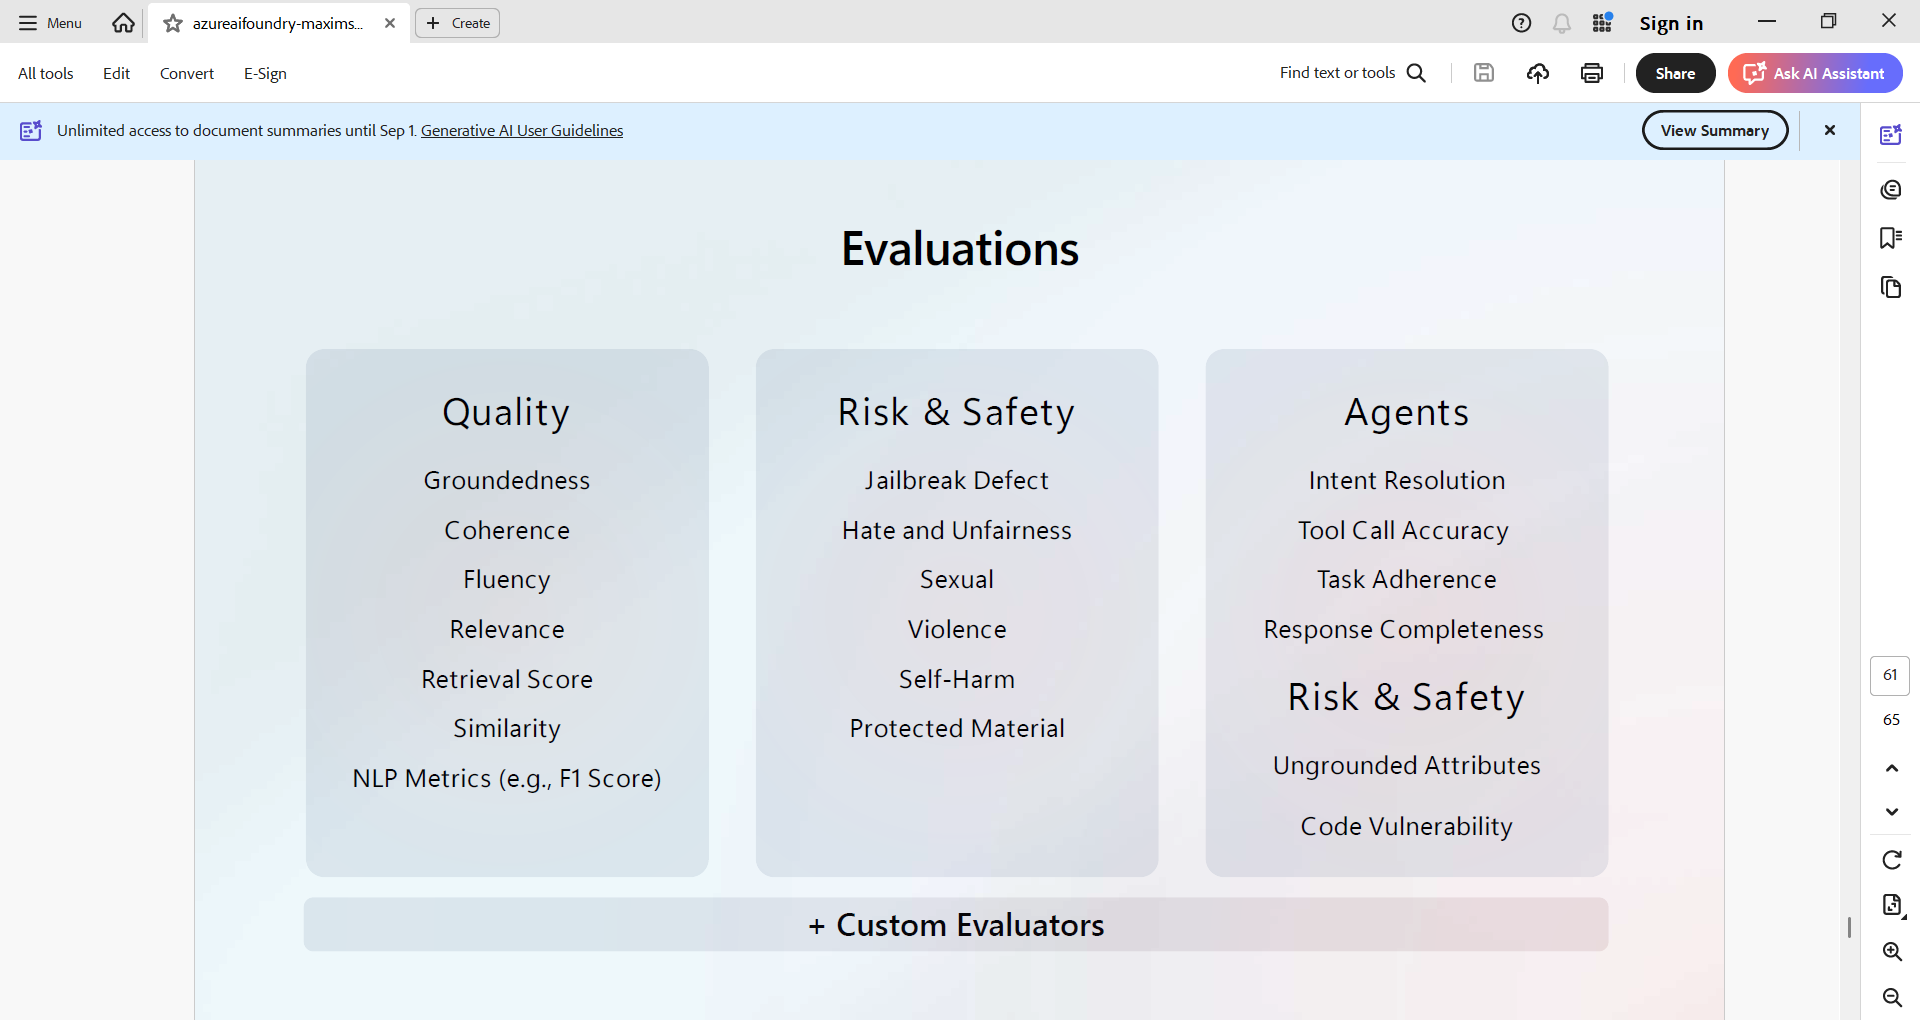 Menu
azureaifoundry-maxims...
Create
Sign in
All tools
Edit
Convert
E-Sign
Find text or tools
Share
Ask AI Assistant
Unlimited access to document summaries until Sep 1. Generative AI User Guidelines
View Summary
Evaluations
Quality
Groundedness
Coherence
Fluency
Relevance
Retrieval Score
Similarity
NLP Metrics (e.g., F1 Score)
Risk & Safety
Jailbreak Defect
Hate and Unfairness
Sexual
Violence
Self-Harm
Protected Material
Agents
Intent Resolution
Tool Call Accuracy
Task Adherence
Response Completeness
Risk & Safety
Ungrounded Attributes
Code Vulnerability
+ Custom Evaluators
61
65